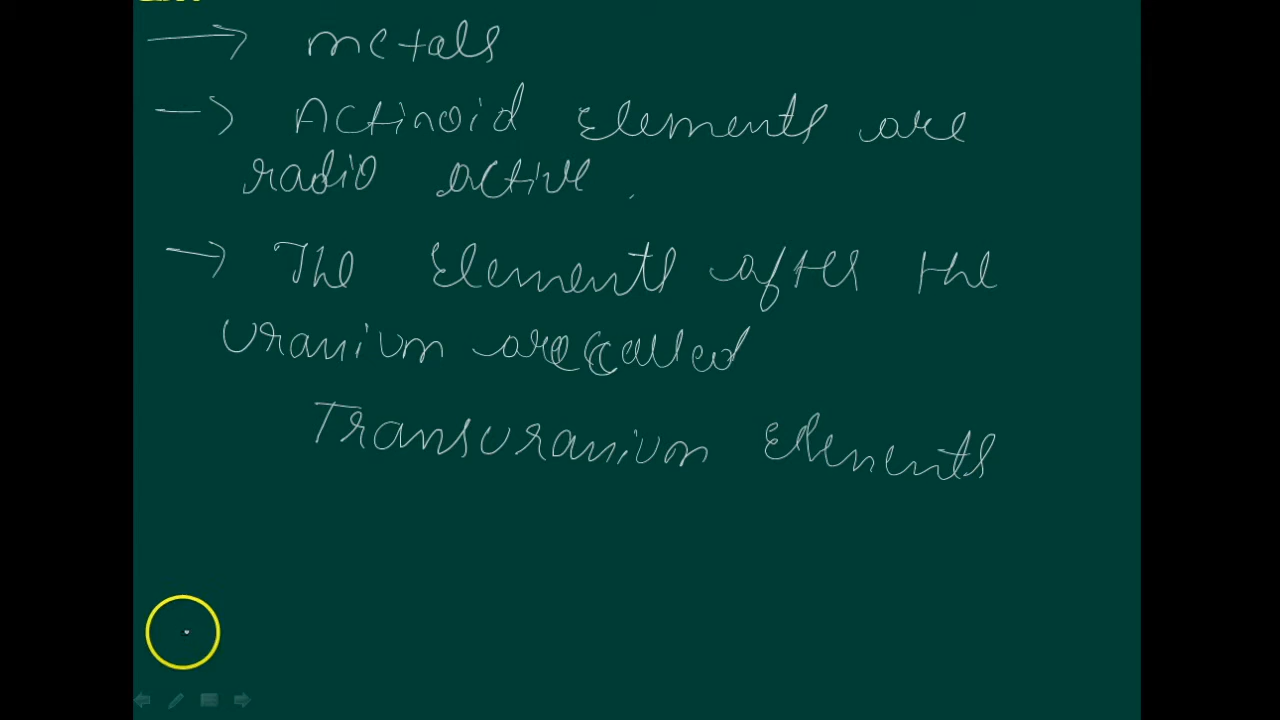 → metals
→ Actinoid Elements are
radio active.
→ The Elements after the
Uranium are called
Transuranium Elements